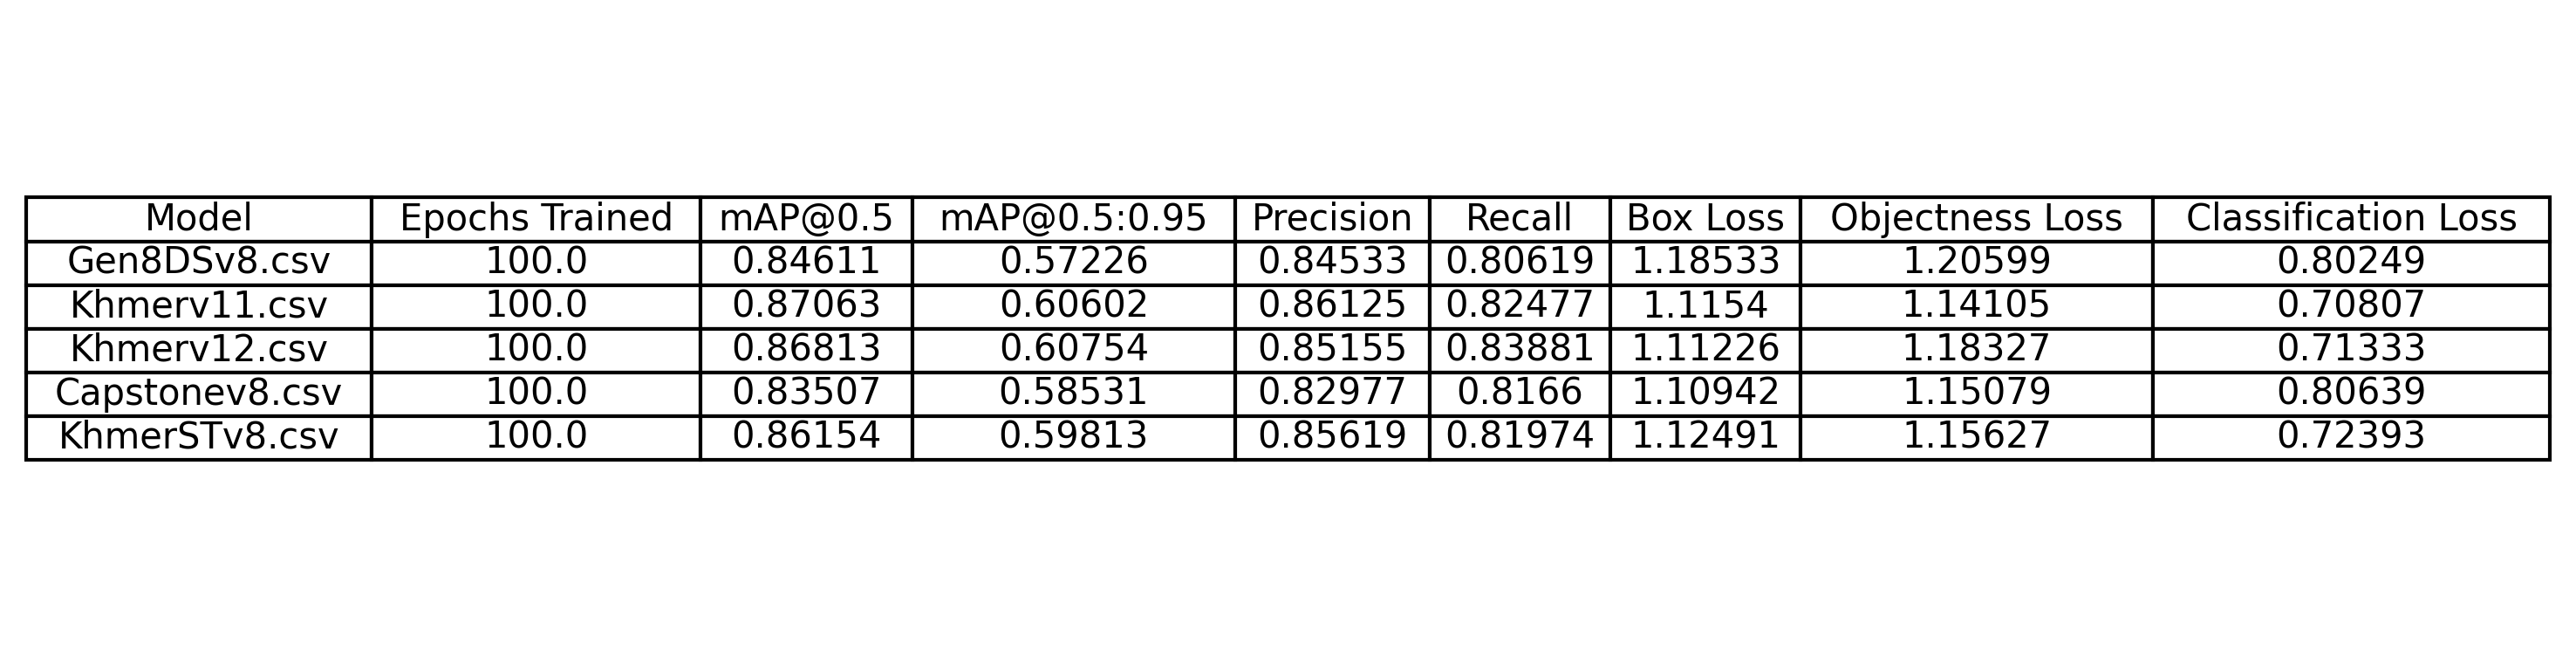 Model Epochs Trained mAP@0.5 mAP@0.5:0.95 Precision Recall Box Loss Objectness Loss Classification Loss
Gen8DSv8.csv 100.0 0.84611 0.57226 0.84533 0.80619 1.18533 1.20599 0.80249
Khmerv11.csv 100.0 0.87063 0.60602 0.86125 0.82477 1.1154 1.14105 0.70807
Khmerv12.csv 100.0 0.86813 0.60754 0.85155 0.83881 1.11226 1.18327 0.71333
Capstonev8.csv 100.0 0.83507 0.58531 0.82977 0.8166 1.10942 1.15079 0.80639
KhmerSTv8.csv 100.0 0.86154 0.59813 0.85619 0.81974 1.12491 1.15627 0.72393